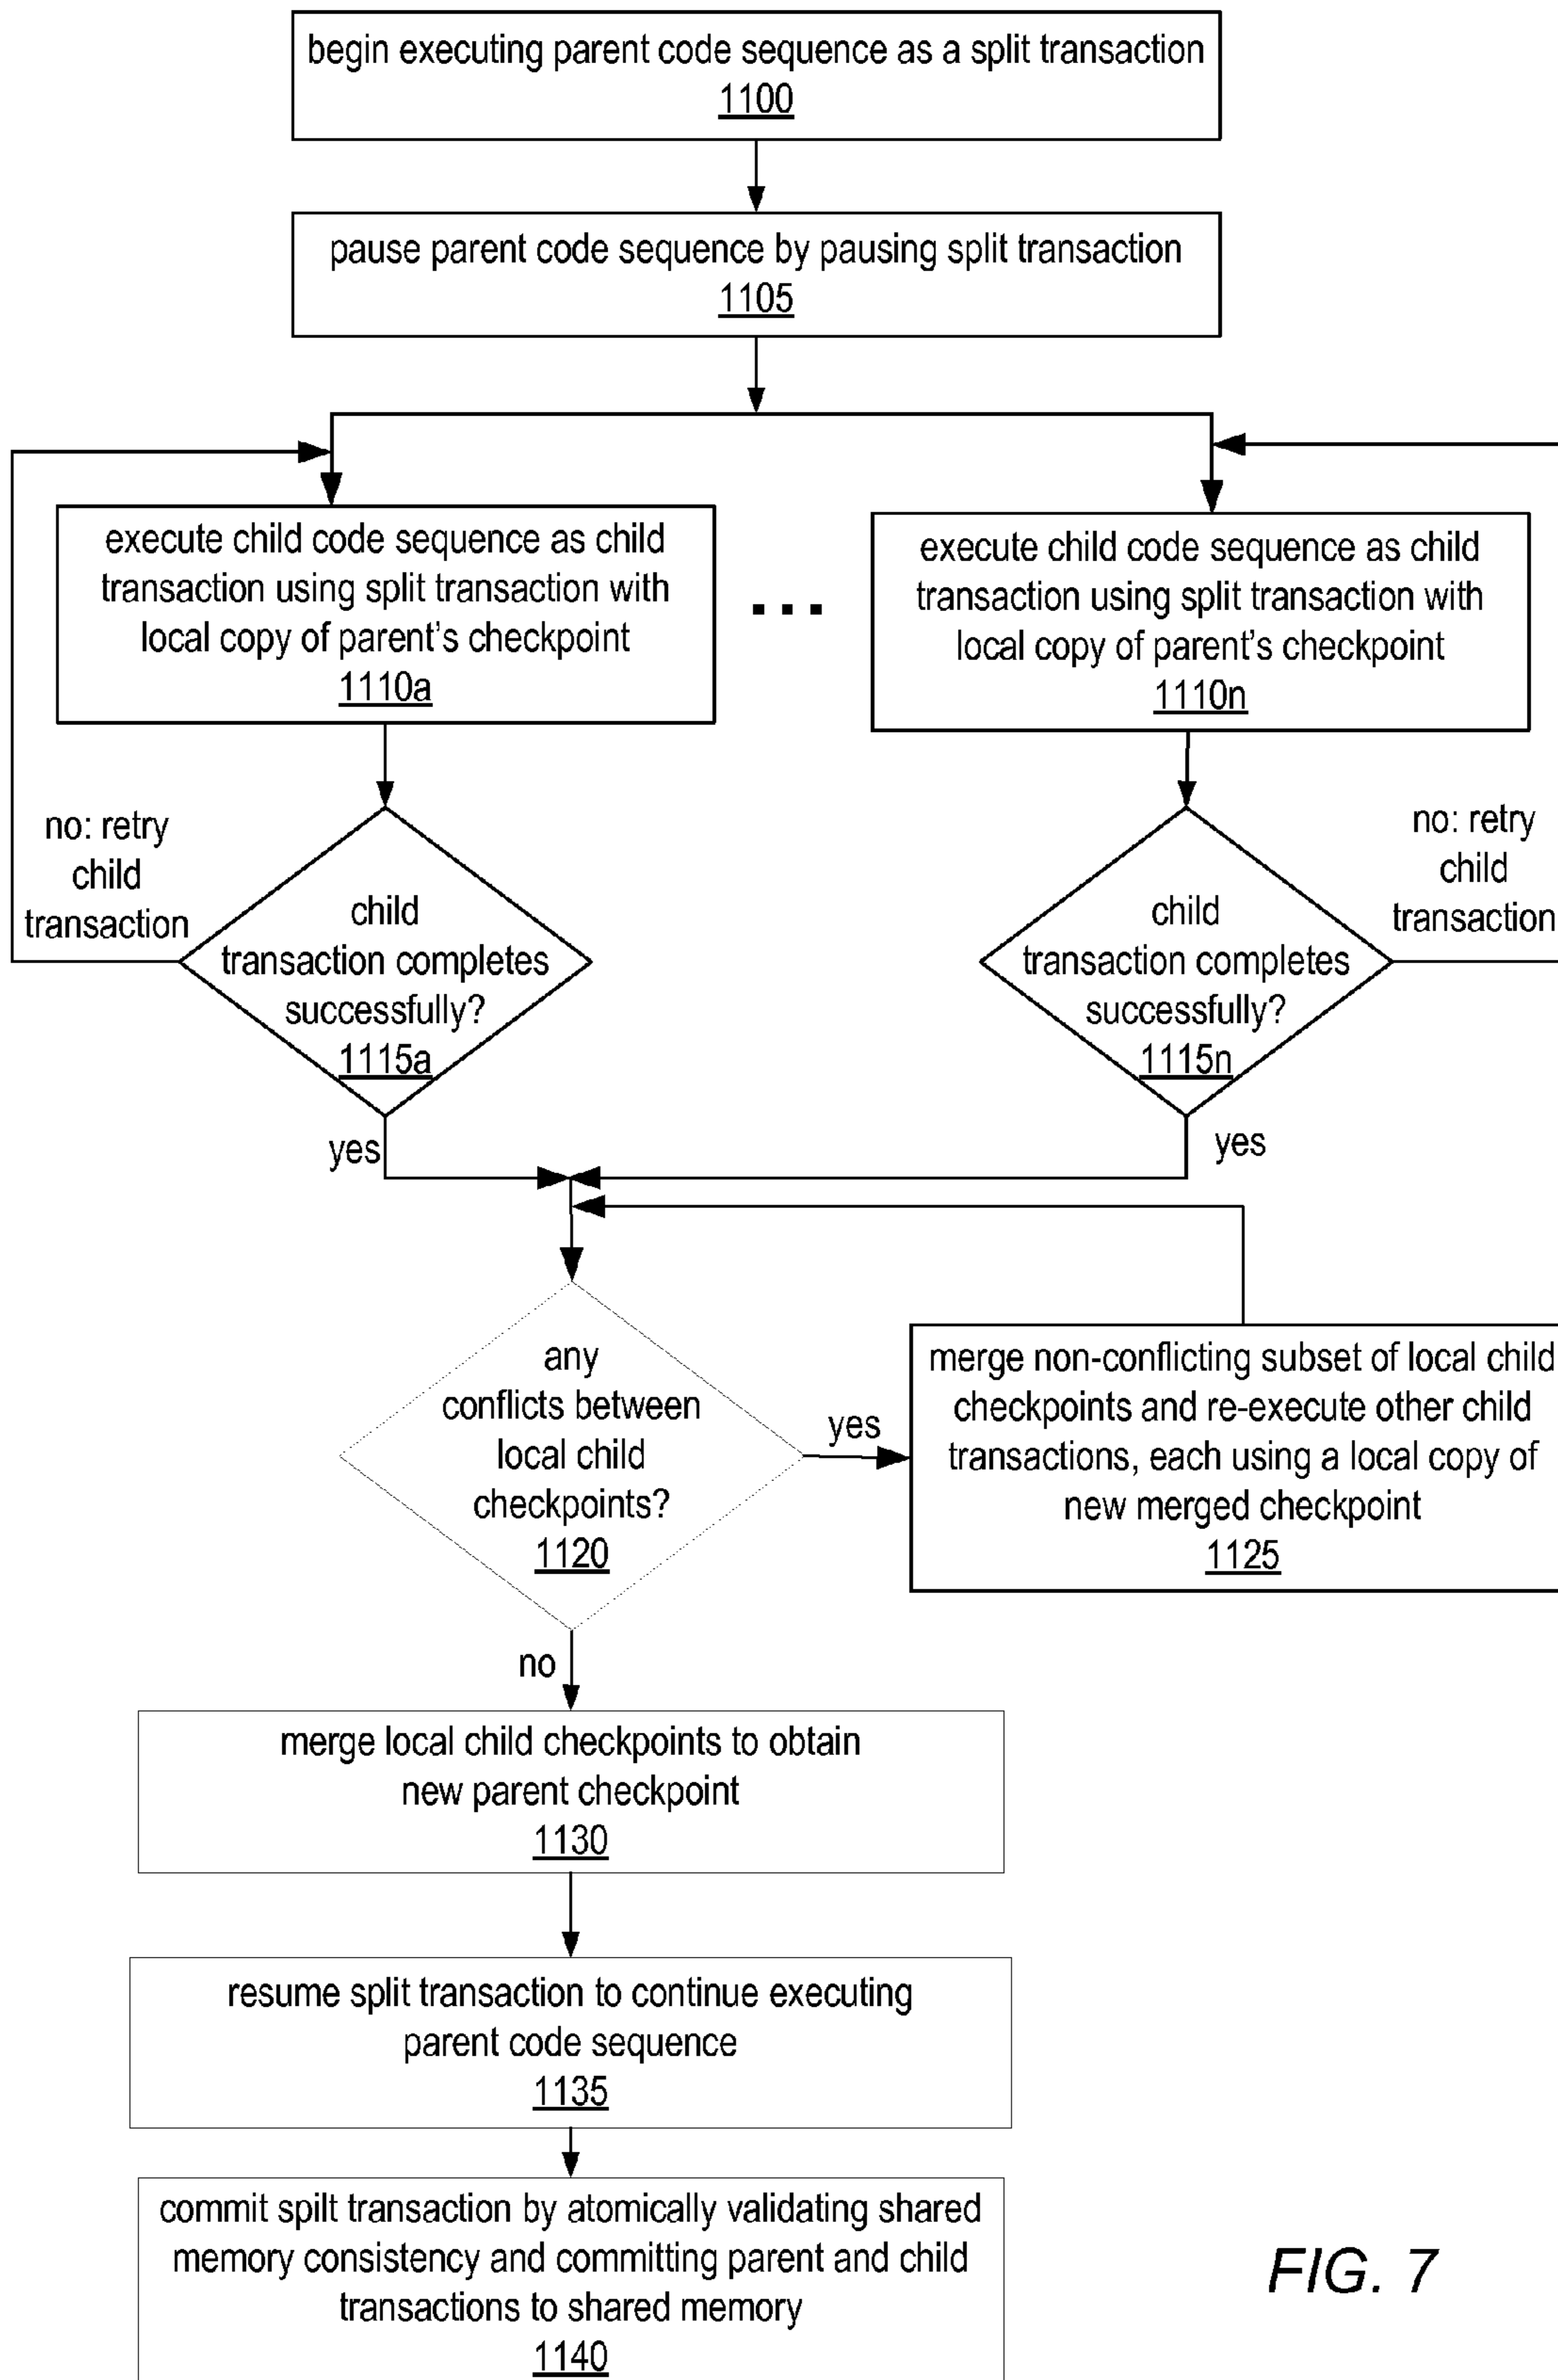 begin executing parent code sequence as a split transaction
1100
pause parent code sequence by pausing split transaction
1105
execute child code sequence as child
transaction using split transaction with
local copy of parent's checkpoint
1110a
...
execute child code sequence as child
transaction using split transaction with
local copy of parent's checkpoint
1110n
no: retry
child
transaction
child
transaction completes
successfully?
1115a
child
transaction completes
successfully?
1115n
no: retry
child
transaction
yes
yes
any
conflicts between
local child
checkpoints?
1120
yes
merge non-conflicting subset of local child
checkpoints and re-execute other child
transactions, each using a local copy of
new merged checkpoint
1125
no
merge local child checkpoints to obtain
new parent checkpoint
1130
resume split transaction to continue executing
parent code sequence
1135
commit spilt transaction by atomically validating shared
memory consistency and committing parent and child
transactions to shared memory
1140
FIG. 7